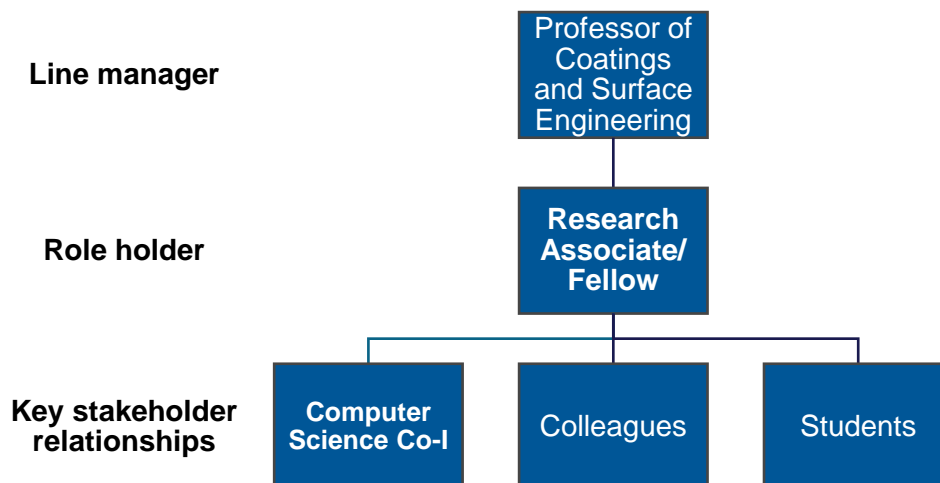 Line manager
Professor of
Coatings
and Surface
Engineering
Role holder
Research
Associate/
Fellow
Key stakeholder
relationships
Computer
Science Co-I
Colleagues
Students